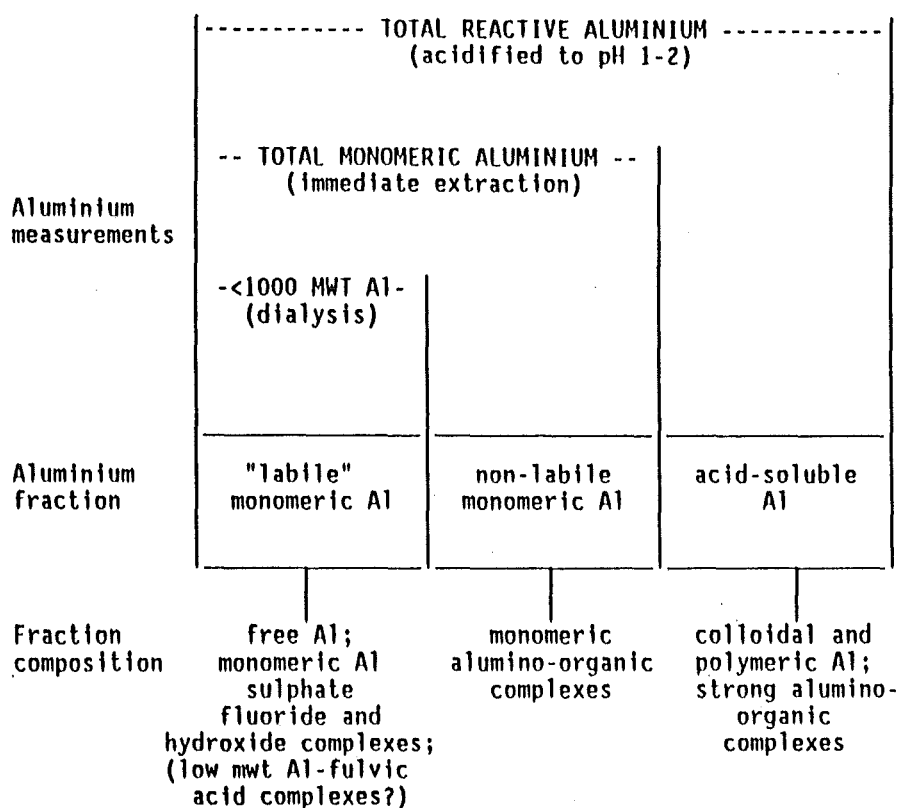 ------------ TOTAL REACTIVE ALUMINIUM ------------
(acidified to pH 1-2)
-- TOTAL MONOMERIC ALUMINIUM --
(immediate extraction)
Aluminium
measurements
-<1000 MWT Al-
(dialysis)
Aluminium
fraction
"labile"
monomeric Al
non-labile
monomeric Al
acid-soluble
Al
Fraction
composition
free Al;
monomeric Al
sulphate
fluoride and
hydroxide complexes;
(low mwt Al-fulvic
acid complexes?)
monomeric
alumino-organic
complexes
colloidal and
polymeric Al;
strong alumino-
organic
complexes